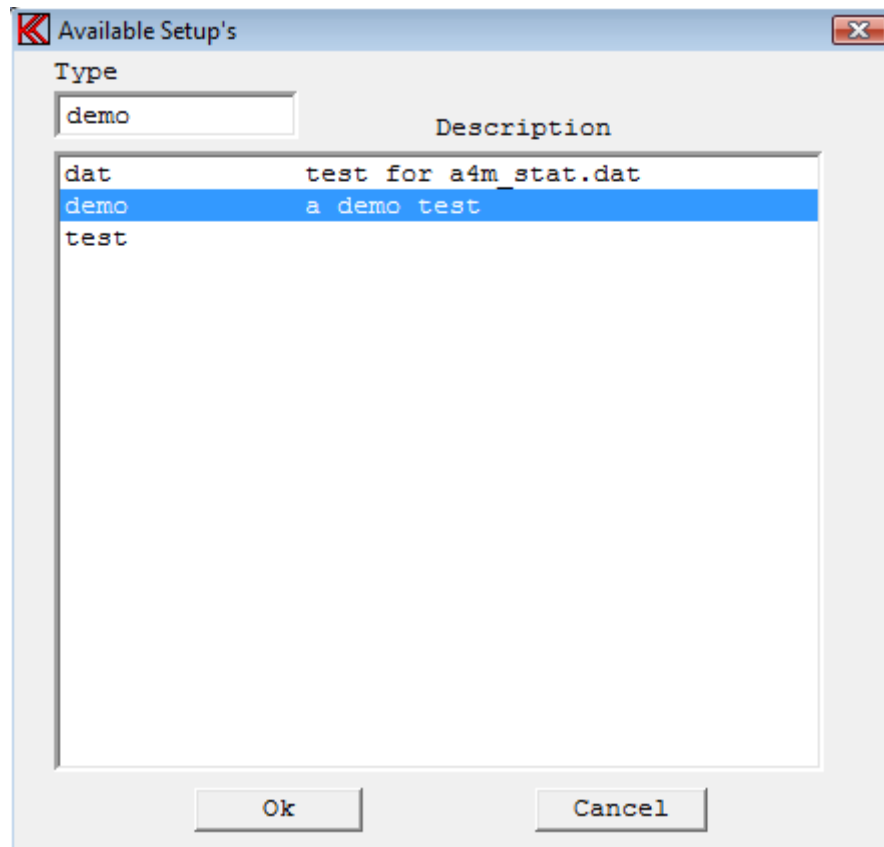 Available Setup's
Type
demo
Description
dat test for a4m_stat.dat
demo a demo test
test
Ok Cancel